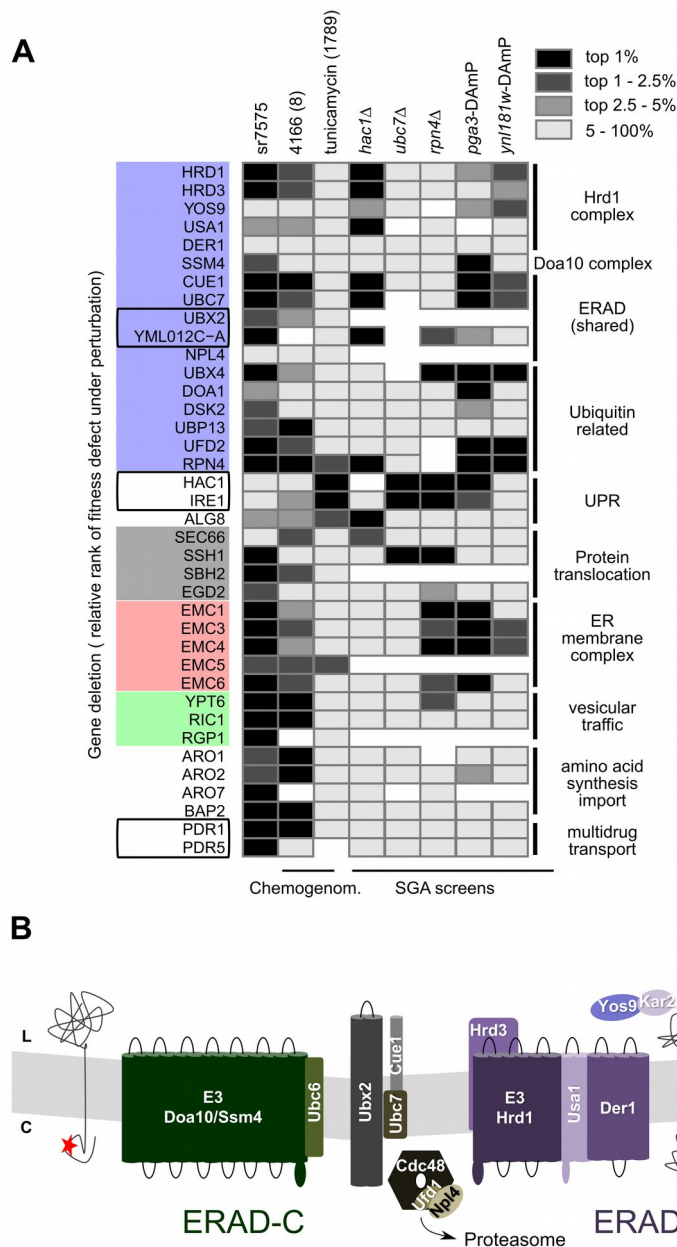 A
sr7575
4166 (8)
tunicamycin (1789)
hac1Δ
ubc7Δ
rpn4Δ
pga3-DAmP
ynl181w-DAmP
top 1%
top 1 - 2.5%
top 2.5 - 5%
5 - 100%
Gene deletion ( relative rank of fitness defect under perturbation)
HRD1
HRD3
YOS9
USA1
DER1
SSM4
CUE1
UBC7
UBX2
YML012C−A
NPL4
UBX4
DOA1
DSK2
UBP13
UFD2
RPN4
HAC1
IRE1
ALG8
SEC66
SSH1
SBH2
EGD2
EMC1
EMC3
EMC4
EMC5
EMC6
YPT6
RIC1
RGP1
ARO1
ARO2
ARO7
BAP2
PDR1
PDR5
Hrd1
complex
Doa10 complex
ERAD
(shared)
Ubiquitin
related
UPR
Protein
translocation
ER
membrane
complex
vesicular
traffic
amino acid
synthesis
import
multidrug
transport
Chemogenom.
SGA screens
B
L
C
E3
Doa10/Ssm4
Ubc6
Ubx2
Cue1
Ubc7
Cdc48
Ufd1
Npl4
Proteasome
Hrd3
E3
Hrd1
Usa1
Der1
Yos9
Kar2
ERAD-C
ERAD